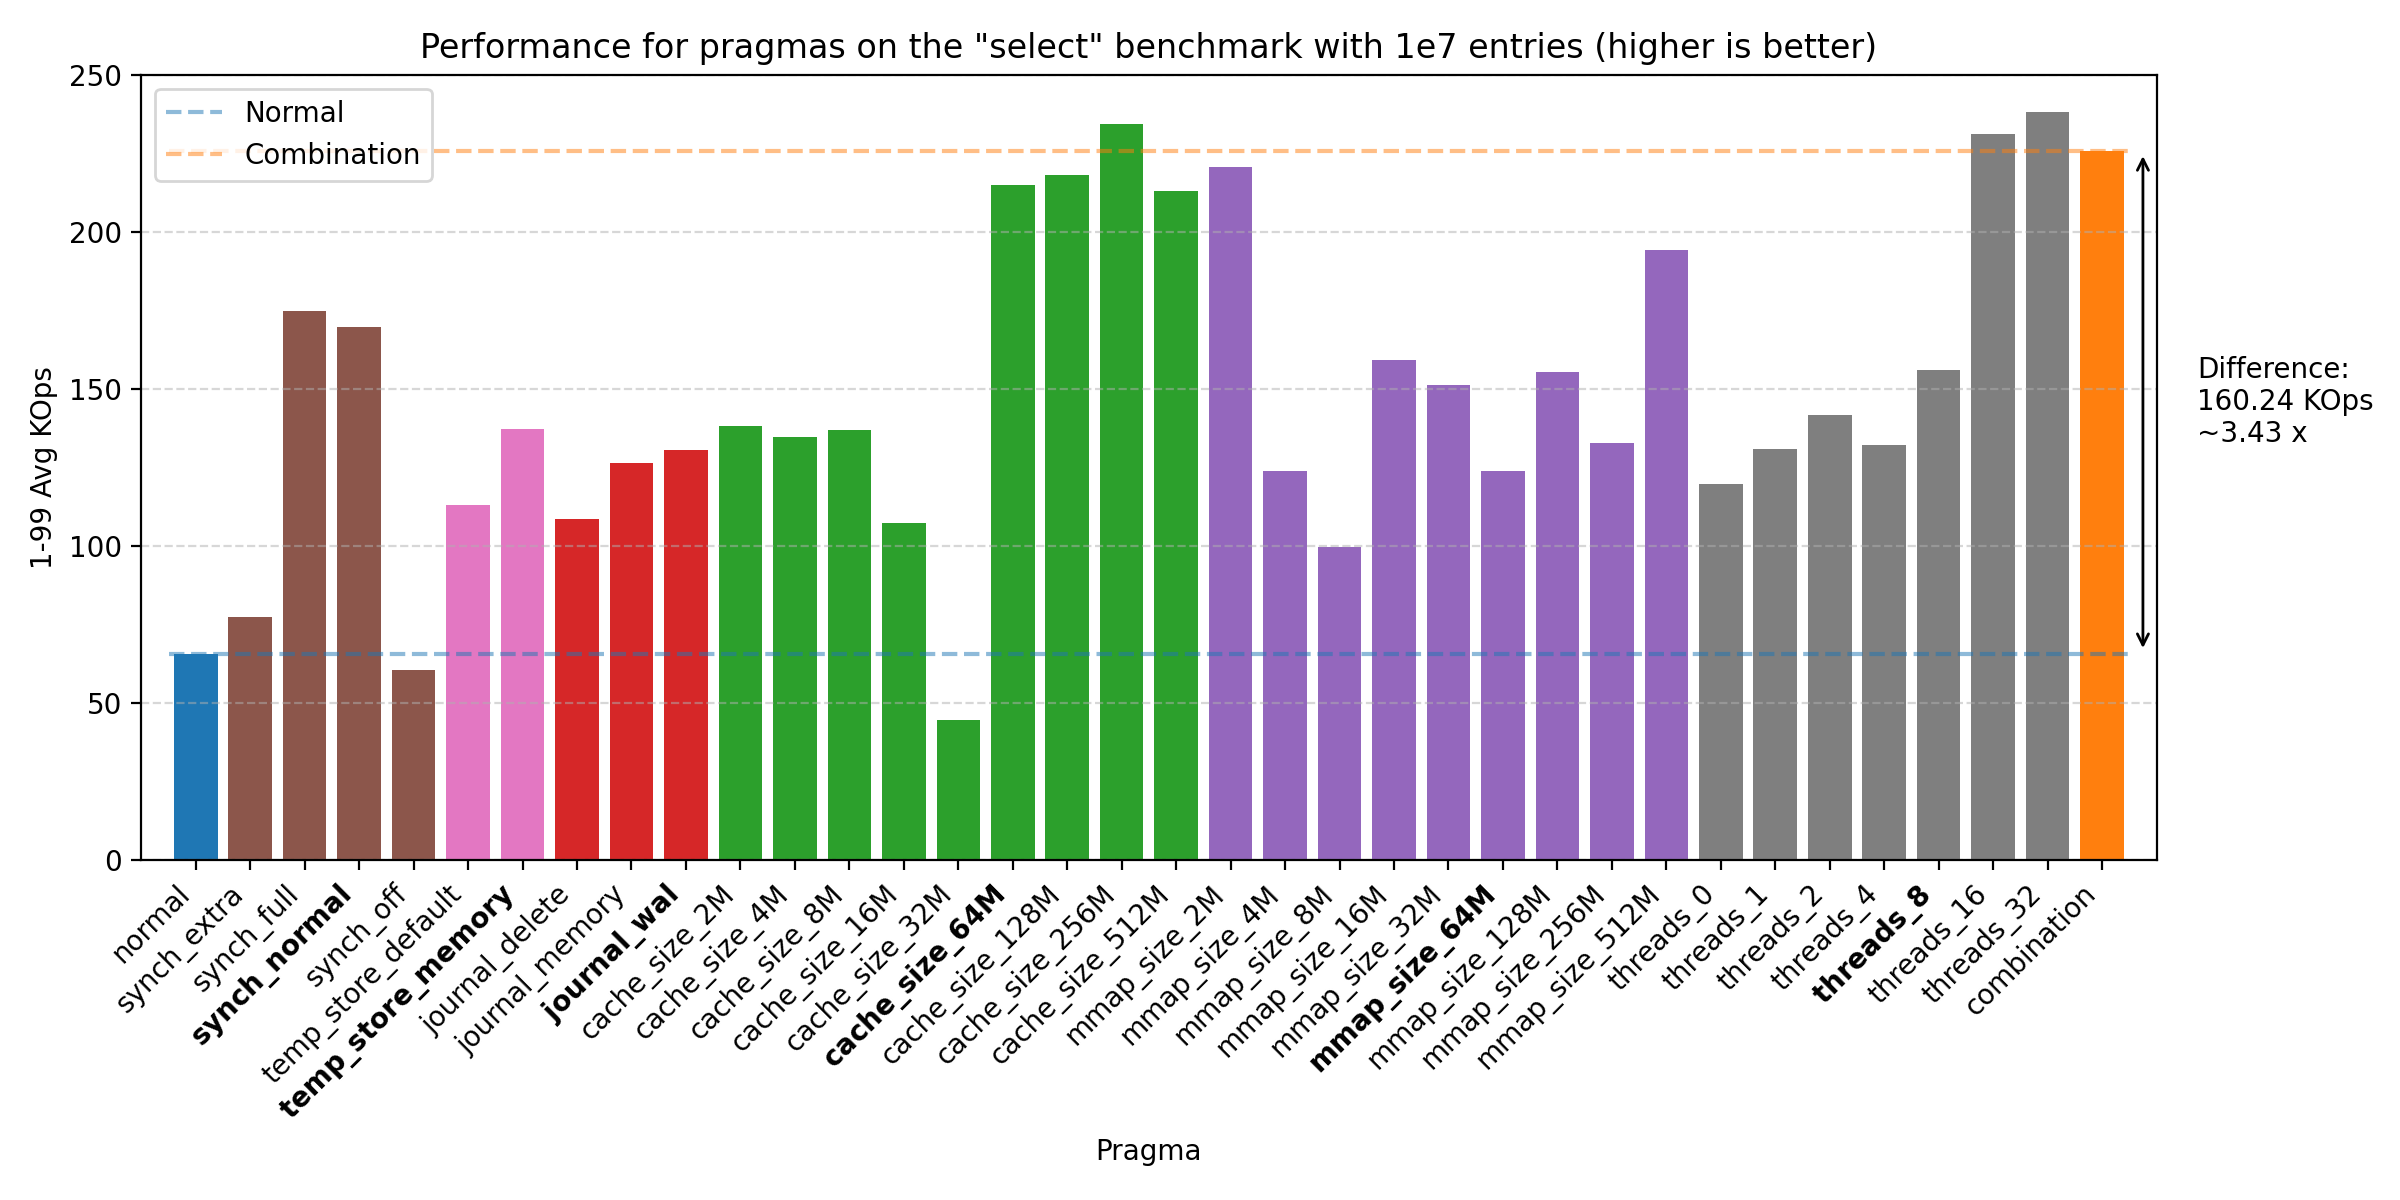 Performance for pragmas on the "select" benchmark with 1e7 entries (higher is better)
Normal
Combination
1-99 Avg KOps
250
200
150
100
50
0
Difference:
160.24 KOps
~3.43 x
normal
synch_extra
synch_full
synch_normal
synch_off
temp_store_default
temp_store_memory
journal_delete
journal_memory
journal_wal
cache_size_2M
cache_size_4M
cache_size_8M
cache_size_16M
cache_size_32M
cache_size_64M
cache_size_128M
cache_size_256M
cache_size_512M
mmap_size_2M
mmap_size_4M
mmap_size_8M
mmap_size_16M
mmap_size_32M
mmap_size_64M
mmap_size_128M
mmap_size_256M
mmap_size_512M
threads_0
threads_1
threads_2
threads_4
threads_8
threads_16
threads_32
combination
Pragma